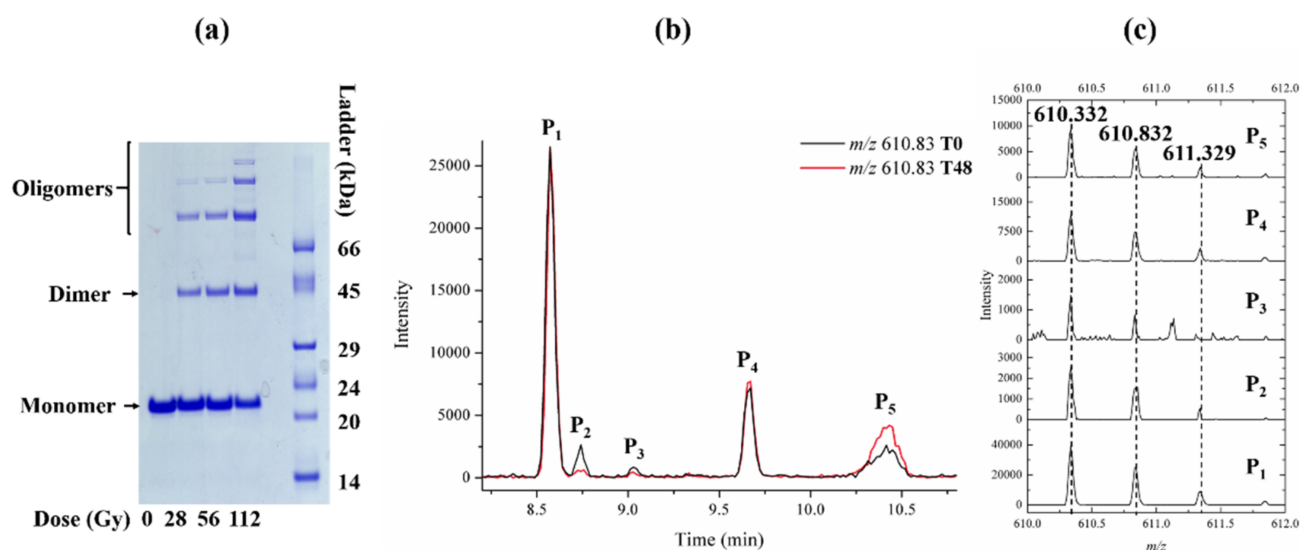 (a)
Oligomers
Dimer
Monomer
Ladder (kDa)
66
45
29
24
20
14
Dose (Gy) 0 28 56 112
(b)
P1
P2
P3
P4
P5
m/z 610.83 T0
m/z 610.83 T48
Intensity
25000
20000
15000
10000
5000
0
8.5 9.0 9.5 10.0 10.5
Time (min)
(c)
610.0 610.5 611.0 611.5 612.0
15000
10000
5000
0
610.332
610.832
611.329
P5
15000
7500
0
P4
2000
1000
0
P3
3000
2000
1000
0
P2
40000
20000
0
P1
Intensity
610.0 610.5 611.0 611.5 612.0
m/z